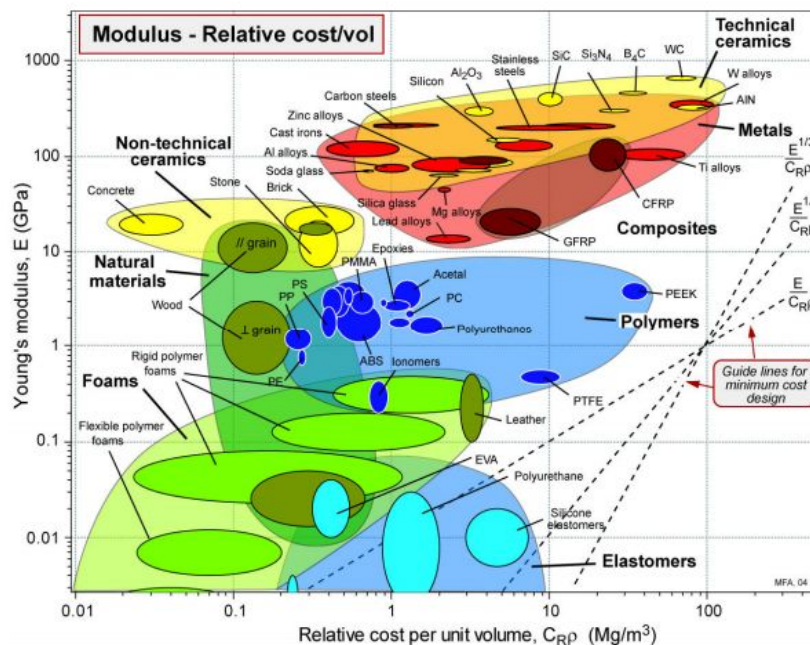 Modulus - Relative cost/vol
Technical
ceramics
Stainless
steels
Al₂O₃
SiC
Si₃N₄
B₄C
WC
W alloys
AlN
Silicon
Carbon steels
Zinc alloys
Cast irons
Al alloys
Soda glass
Brick
Stone
Concrete
Non-technical
ceramics
Metals
Ti alloys
CFRP
Composites
GFRP
Silica glass
Mg alloys
Lead alloys
Epoxies
PMMA
Acetal
PC
PS
PP
PE
// grain
Natural
materials
Wood
⊥ grain
ABS
Polyurethanes
PEEK
Polymers
PTFE
Ionomers
Leather
Rigid polymer
foams
Foams
Flexible polymer
foams
EVA
Polyurethane
Silicone
elastomers
Elastomers
Guide lines for
minimum cost
design
MFA, 04
Young's modulus, E (GPa)
1000
100
10
1
0.1
0.01
0.01
0.1
1
10
100
Relative cost per unit volume, C_Rρ (Mg/m³)